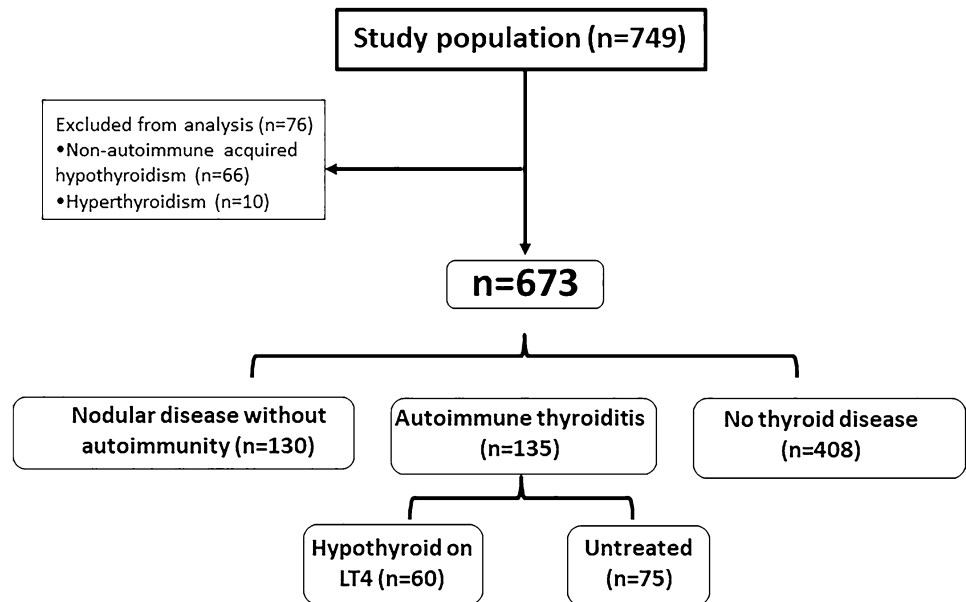 Study population (n=749)
Excluded from analysis (n=76)
•Non-autoimmune acquired
hypothyroidism (n=66)
•Hyperthyroidism (n=10)
n=673
Nodular disease without
autoimmunity (n=130)
Autoimmune thyroiditis
(n=135)
No thyroid disease
(n=408)
Hypothyroid on
LT4 (n=60)
Untreated
(n=75)